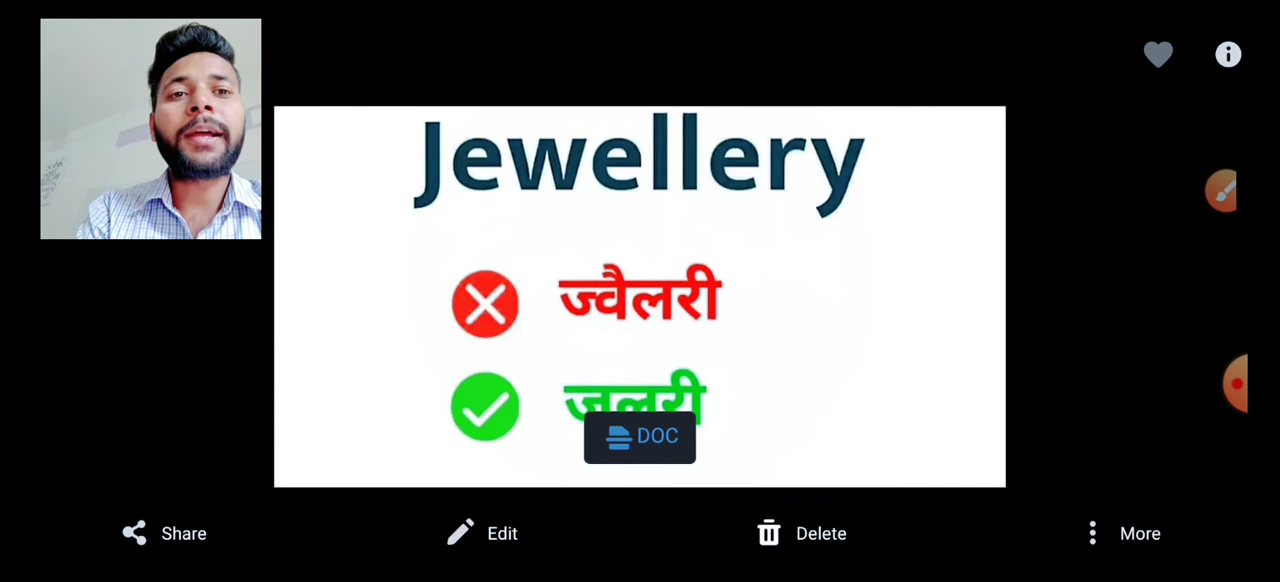 Jewellery
ज्वैलरी
DOC
Share
Edit
Delete
More